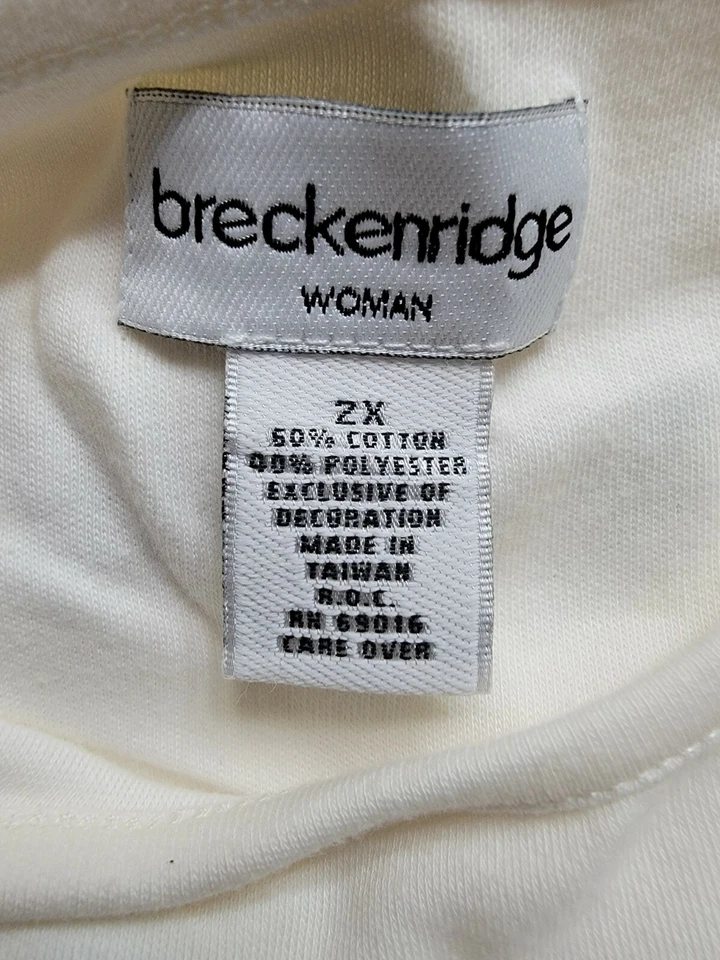 breckenridge
WOMAN
2X
60% COTTON
40% POLYESTER
EXCLUSIVE OF
DECORATION
MADE IN
TAIWAN
R.O.C.
RN 69016
CARE OVER